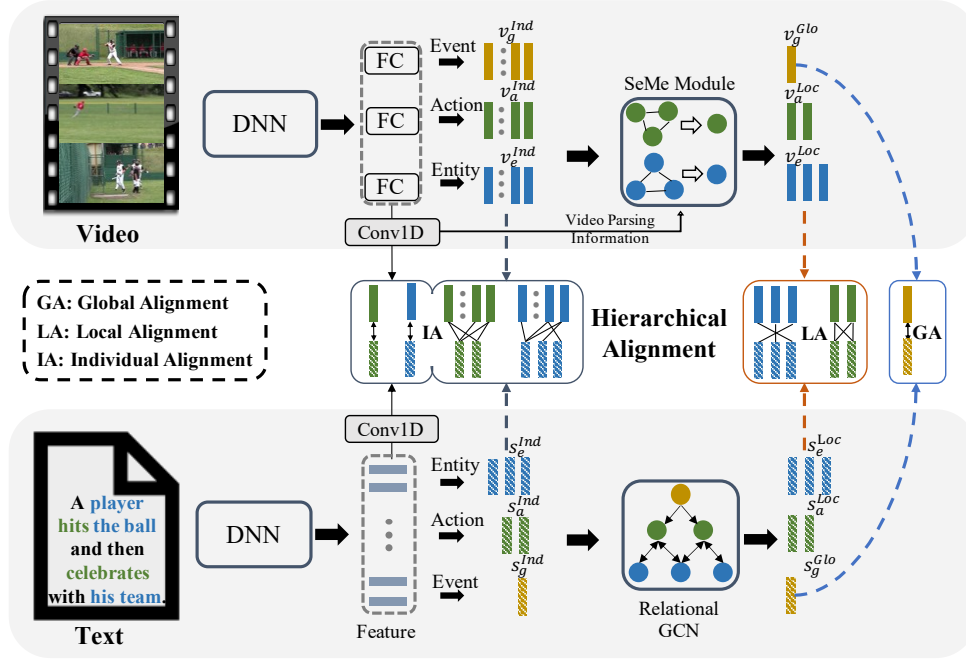 DNN
FC
FC
FC
Event
Action
Entity
v_g^{Ind}
v_a^{Ind}
v_e^{Ind}
SeMe Module
v_g^{Glo}
v_a^{Loc}
v_e^{Loc}
Video
Conv1D
Video Parsing
Information
GA: Global Alignment
LA: Local Alignment
IA: Individual Alignment
IA
Hierarchical
Alignment
LA
GA
Conv1D
A player
hits the ball
and then
celebrates
with his team.
Text
DNN
Feature
Entity
Action
Event
s_e^{Ind}
s_a^{Ind}
s_g^{Ind}
Relational
GCN
s_e^{Loc}
s_a^{Loc}
s_g^{Glo}